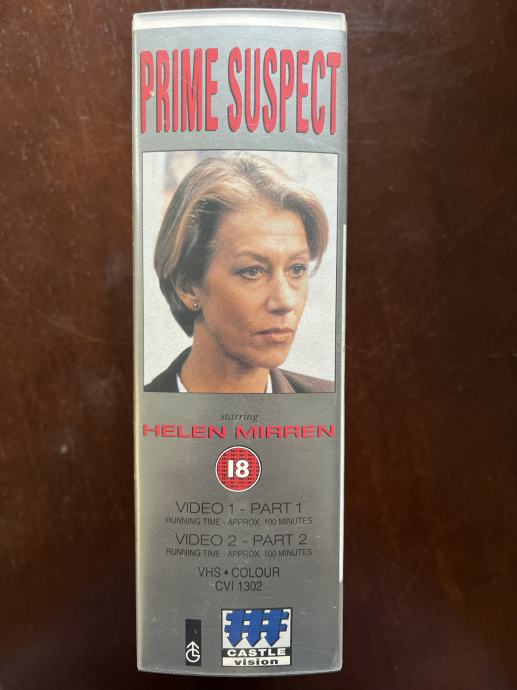 PRIME SUSPECT
starring
HELEN MIRREN
18
VIDEO 1 - PART 1
RUNNING TIME - APPROX. 100 MINUTES
VIDEO 2 - PART 2
RUNNING TIME - APPROX. 100 MINUTES
VHS • COLOUR
CVI 1302
CASTLE
vision